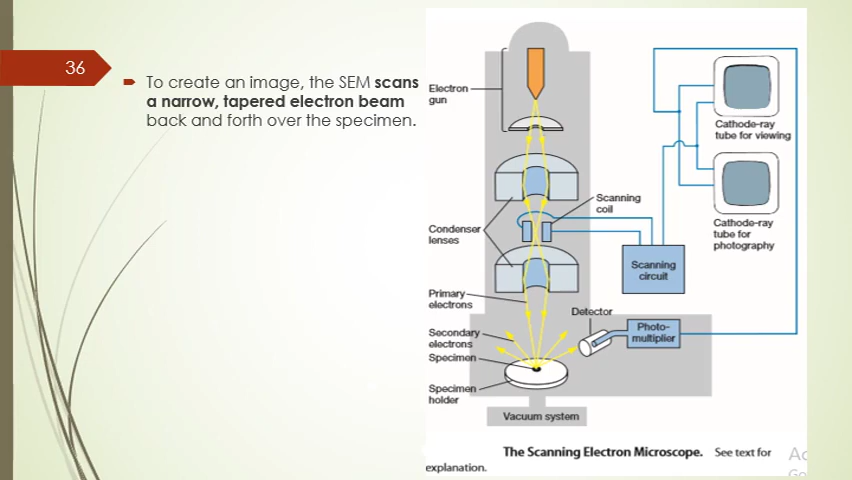 36
To create an image, the SEM scans
a narrow, tapered electron beam
back and forth over the specimen.
Electron
gun
Cathode-ray
tube for viewing
Scanning
coil
Condenser
lenses
Cathode-ray
tube for
photography
Scanning
circuit
Primary
electrons
Detector
Photo-
multiplier
Secondary
electrons
Specimen
Specimen
holder
Vacuum system
The Scanning Electron Microscope. See text for
explanation.